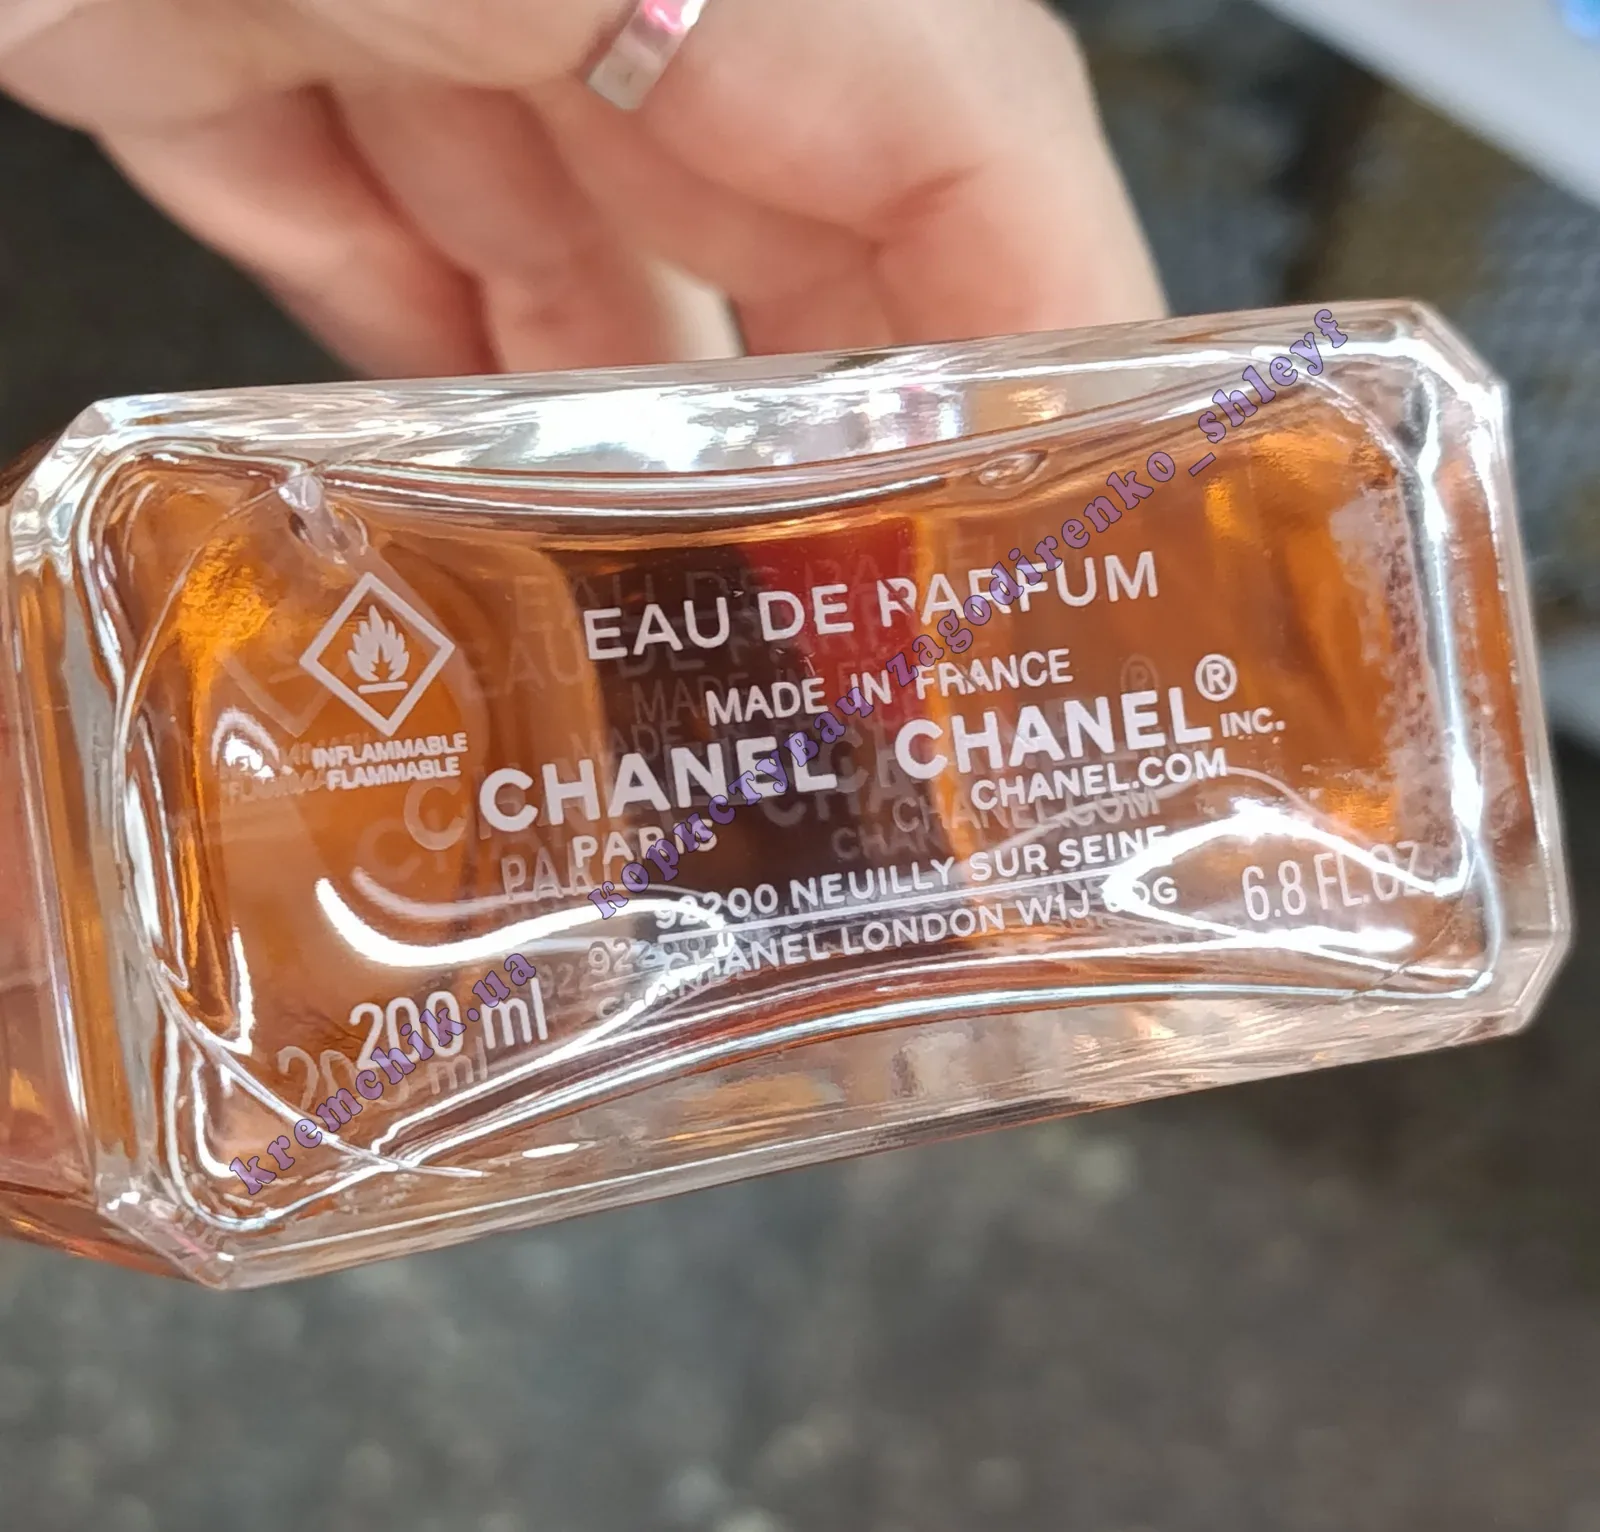 EAU DE PARFUM
MADE IN FRANCE
CHANEL CHANEL® INC.
PARIS CHANEL.COM
92200 NEUILLY SUR SEINE
CHANEL LONDON W1J
INFLAMMABLE
FLAMMABLE
200 ml
6.8 FL.OZ
kremchik.ua користувач zagodirenko_shleyf